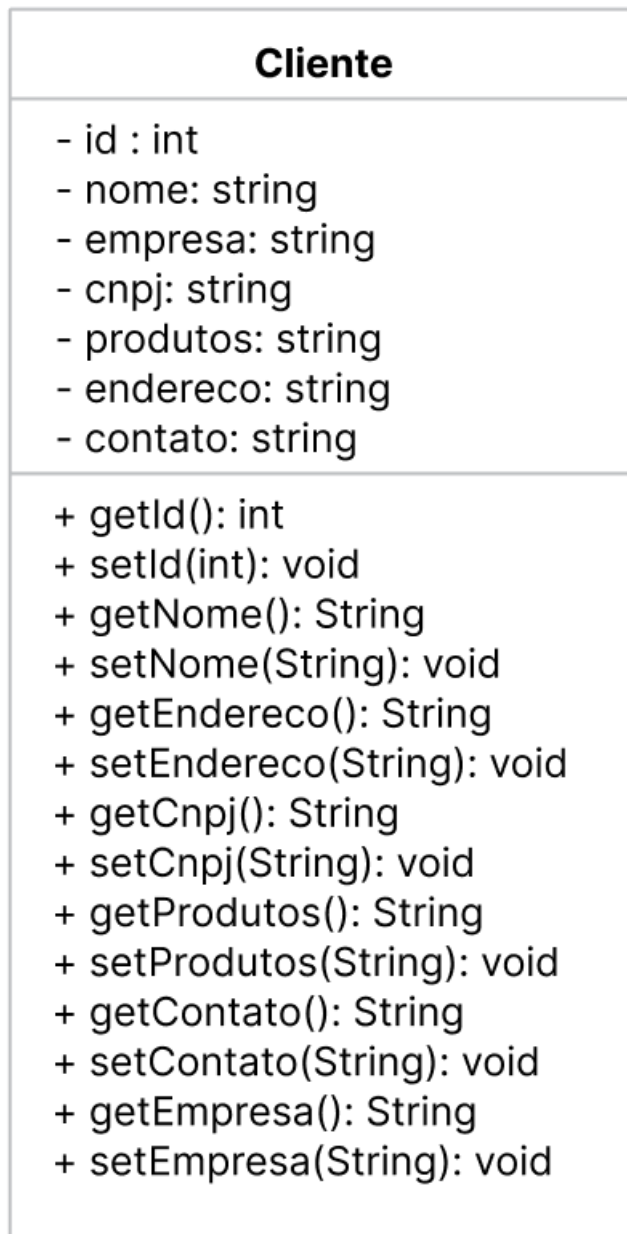 Cliente
- id : int
- nome: string
- empresa: string
- cnpj: string
- produtos: string
- endereco: string
- contato: string
+ getId(): int
+ setId(int): void
+ getNome(): String
+ setNome(String): void
+ getEndereco(): String
+ setEndereco(String): void
+ getCnpj(): String
+ setCnpj(String): void
+ getProdutos(): String
+ setProdutos(String): void
+ getContato(): String
+ setContato(String): void
+ getEmpresa(): String
+ setEmpresa(String): void